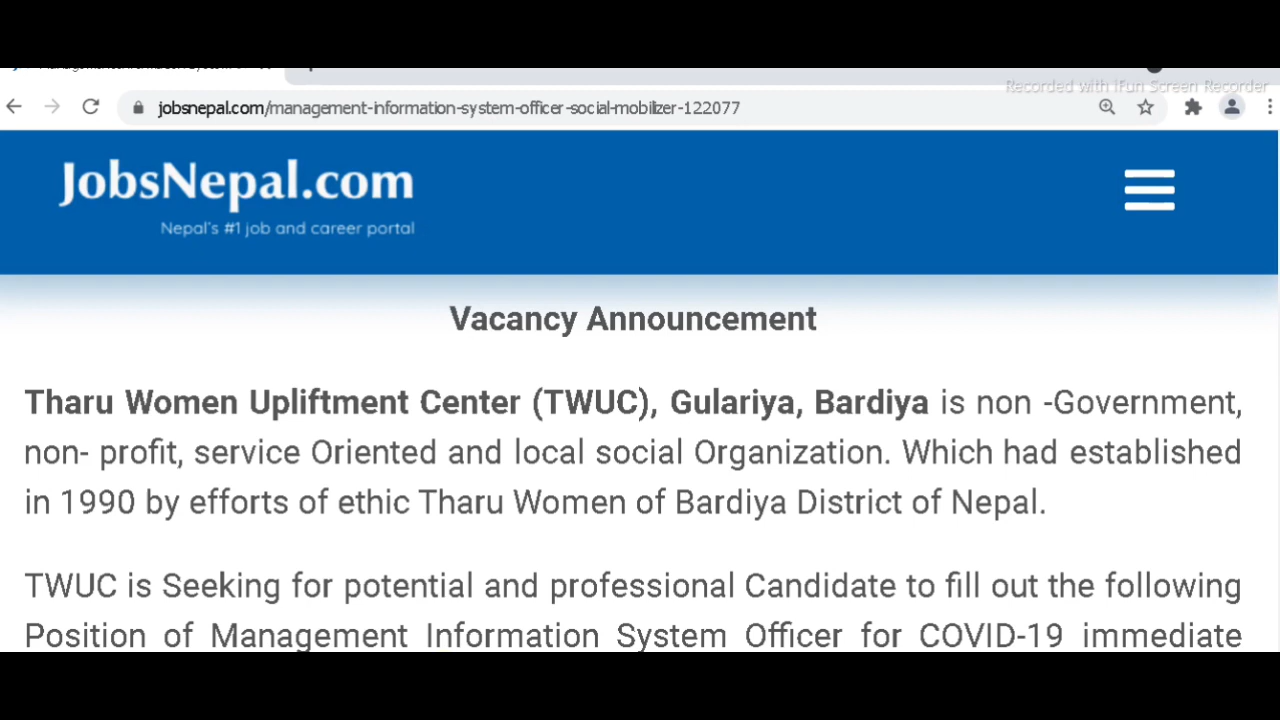 Recorded with iFun Screen Recorder
jobsnepal.com/management-information-system-officer-social-mobilizer-122077
JobsNepal.com
Nepal's #1 job and career portal
Vacancy Announcement
Tharu Women Upliftment Center (TWUC), Gulariya, Bardiya is non -Government,
non- profit, service Oriented and local social Organization. Which had established
in 1990 by efforts of ethic Tharu Women of Bardiya District of Nepal.
TWUC is Seeking for potential and professional Candidate to fill out the following
Position of Management Information System Officer for COVID-19 immediate